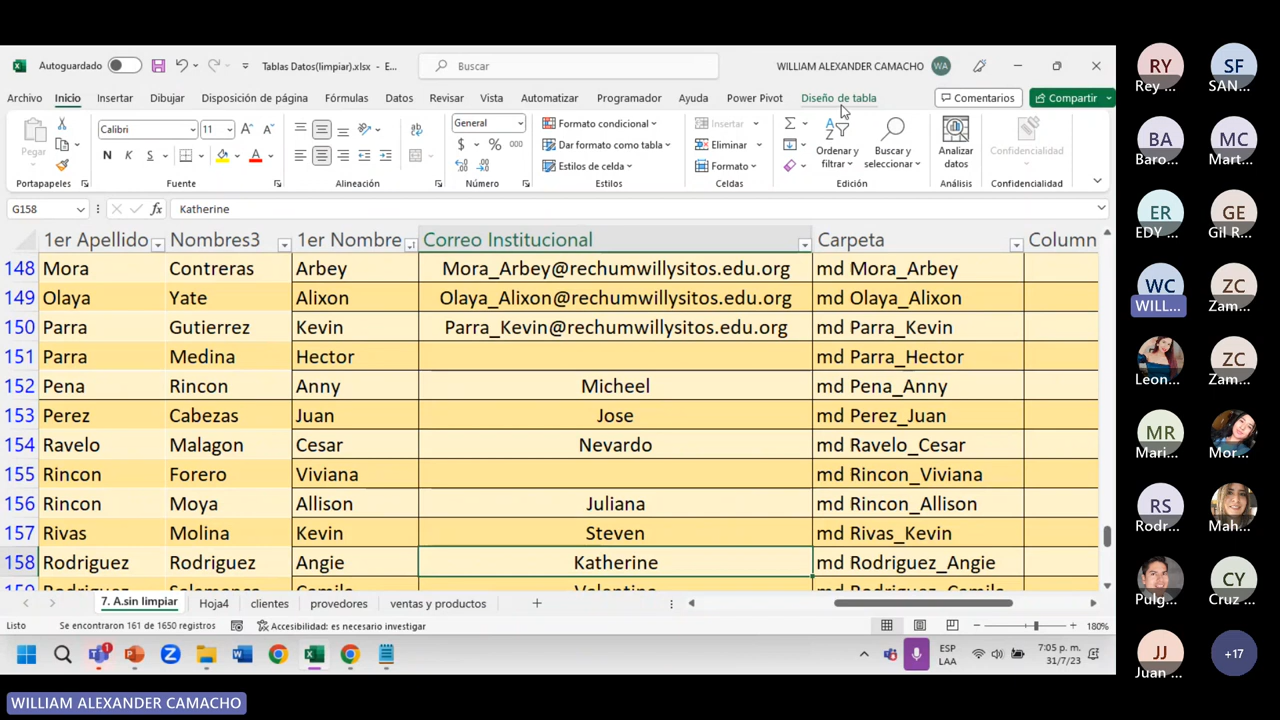 Autoguardado
Tablas Datos(limpiar).xlsx - E...
Buscar
WILLIAM ALEXANDER CAMACHO
WA
Archivo Inicio Insertar Dibujar Disposición de página Fórmulas Datos Revisar Vista Automatizar Programador Ayuda Power Pivot Diseño de tabla
Comentarios
Compartir
Pegar
Calibri 11
N K S
General
$ % 000
Formato condicional
Dar formato como tabla
Estilos de celda
Insertar
Eliminar
Formato
Ordenar y filtrar
Buscar y seleccionar
Analizar datos
Confidencialidad
Portapapeles Fuente Alineación Número Estilos Celdas Edición Análisis Confidencialidad
G158 fx Katherine
1er Apellido Nombres3 1er Nombre Correo Institucional Carpeta Column
148 Mora Contreras Arbey Mora_Arbey@rechumwillysitos.edu.org md Mora_Arbey
149 Olaya Yate Alixon Olaya_Alixon@rechumwillysitos.edu.org md Olaya_Alixon
150 Parra Gutierrez Kevin Parra_Kevin@rechumwillysitos.edu.org md Parra_Kevin
151 Parra Medina Hector md Parra_Hector
152 Pena Rincon Anny Micheel md Pena_Anny
153 Perez Cabezas Juan Jose md Perez_Juan
154 Ravelo Malagon Cesar Nevardo md Ravelo_Cesar
155 Rincon Forero Viviana md Rincon_Viviana
156 Rincon Moya Allison Juliana md Rincon_Allison
157 Rivas Molina Kevin Steven md Rivas_Kevin
158 Rodriguez Rodriguez Angie Katherine md Rodriguez_Angie
7. A.sin limpiar Hoja4 clientes provedores ventas y productos
Listo Se encontraron 161 de 1650 registros Accesibilidad: es necesario investigar 180%
ESP
LAA
7:05 p. m.
31/7/23
WILLIAM ALEXANDER CAMACHO
RY
Rey ...
SF
SAN...
BA
Baro...
MC
Mart...
ER
EDY ...
GE
Gil R...
WC
WILL...
ZC
Zam...
Leon...
ZC
Zam...
MR
Mari...
Mor...
RS
Rodr...
Mah...
Pulg...
CY
Cruz ...
JJ
Juan ...
+17